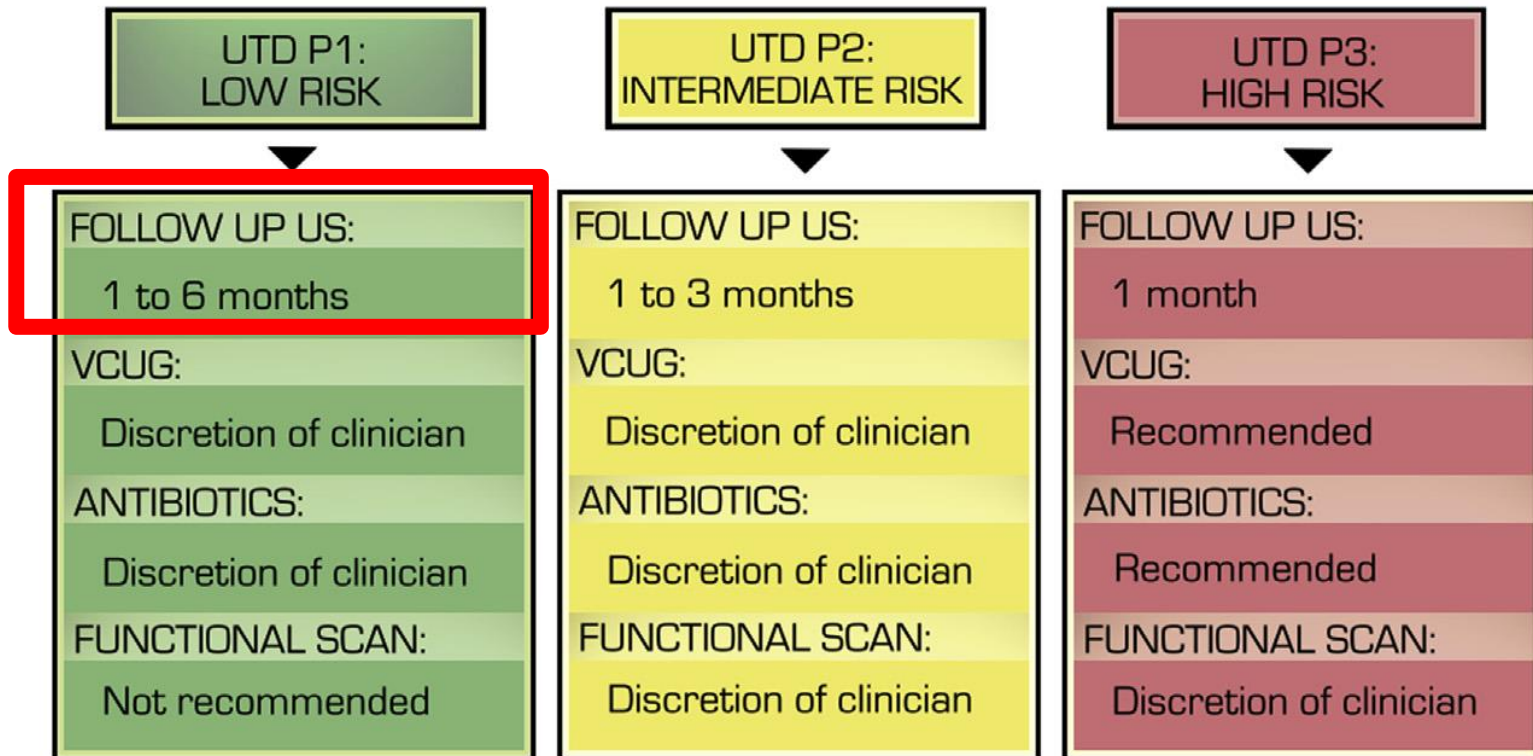 UTD P1:
LOW RISK
FOLLOW UP US:
1 to 6 months
VCUG:
Discretion of clinician
ANTIBIOTICS:
Discretion of clinician
FUNCTIONAL SCAN:
Not recommended
UTD P2:
INTERMEDIATE RISK
FOLLOW UP US:
1 to 3 months
VCUG:
Discretion of clinician
ANTIBIOTICS:
Discretion of clinician
FUNCTIONAL SCAN:
Discretion of clinician
UTD P3:
HIGH RISK
FOLLOW UP US:
1 month
VCUG:
Recommended
ANTIBIOTICS:
Recommended
FUNCTIONAL SCAN:
Discretion of clinician